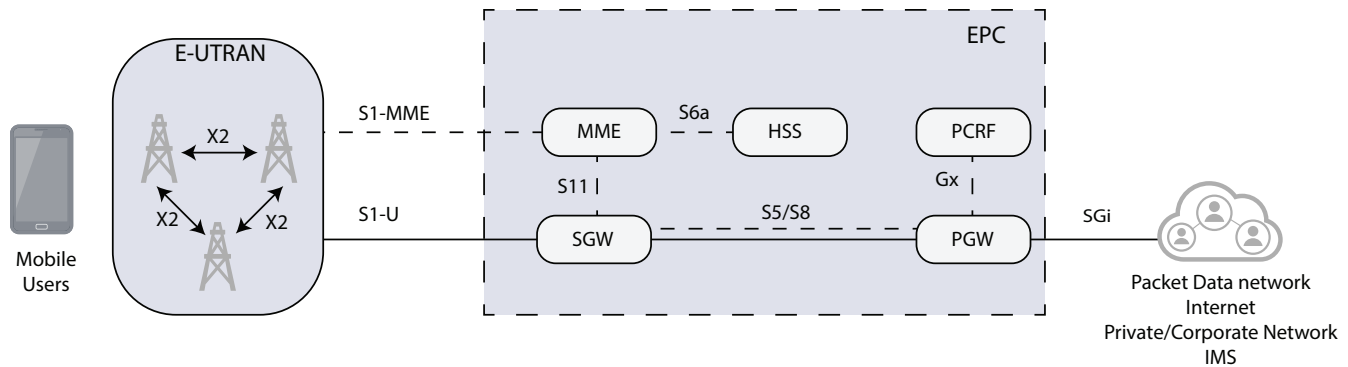 EPC
E-UTRAN
S1-MME
S6a
MME
HSS
PCRF
X2
S11
Gx
X2
X2
S1-U
S5/S8
SGi
SGW
PGW
Mobile
Users
Packet Data network
Internet
Private/Corporate Network
IMS